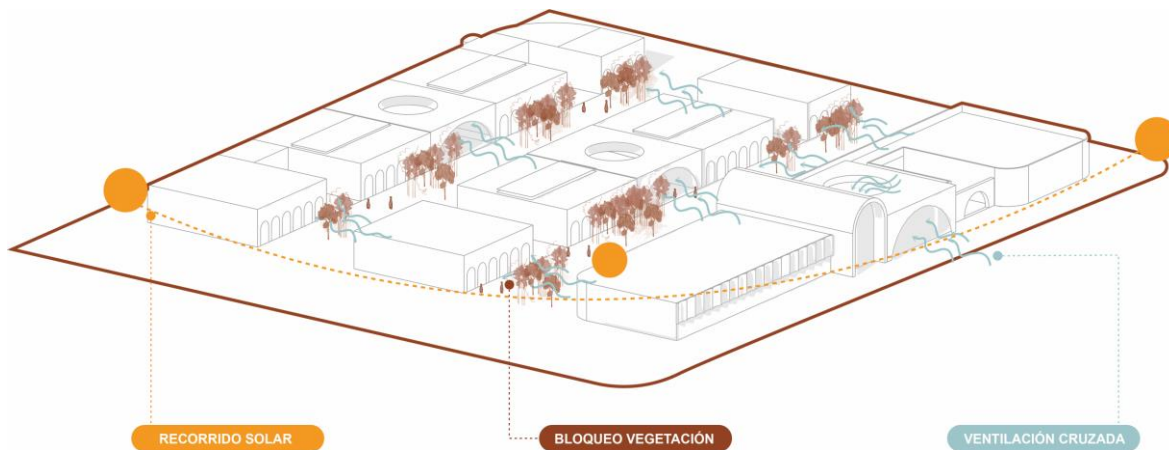 RECORRIDO SOLAR
BLOQUEO VEGETACIÓN
VENTILACIÓN CRUZADA